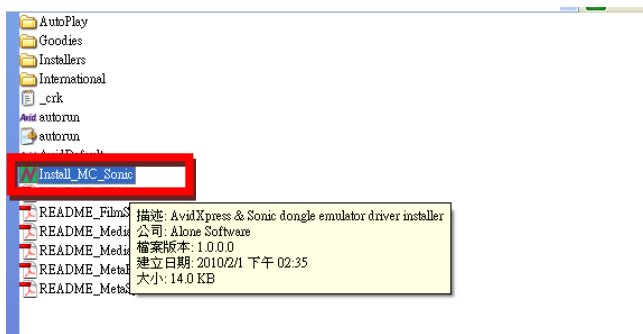 AutoPlay
Goodies
Installers
International
_crk
Avid autorun
autorun
Install_MC_Sonic
README_FilmS
README_Media
README_Media
README_Meta
README_MetaS
描述: AvidXpress & Sonic dongle emulator driver installer
公司: Alone Software
檔案版本: 1.0.0.0
建立日期: 2010/2/1 下午 02:35
大小: 14.0 KB